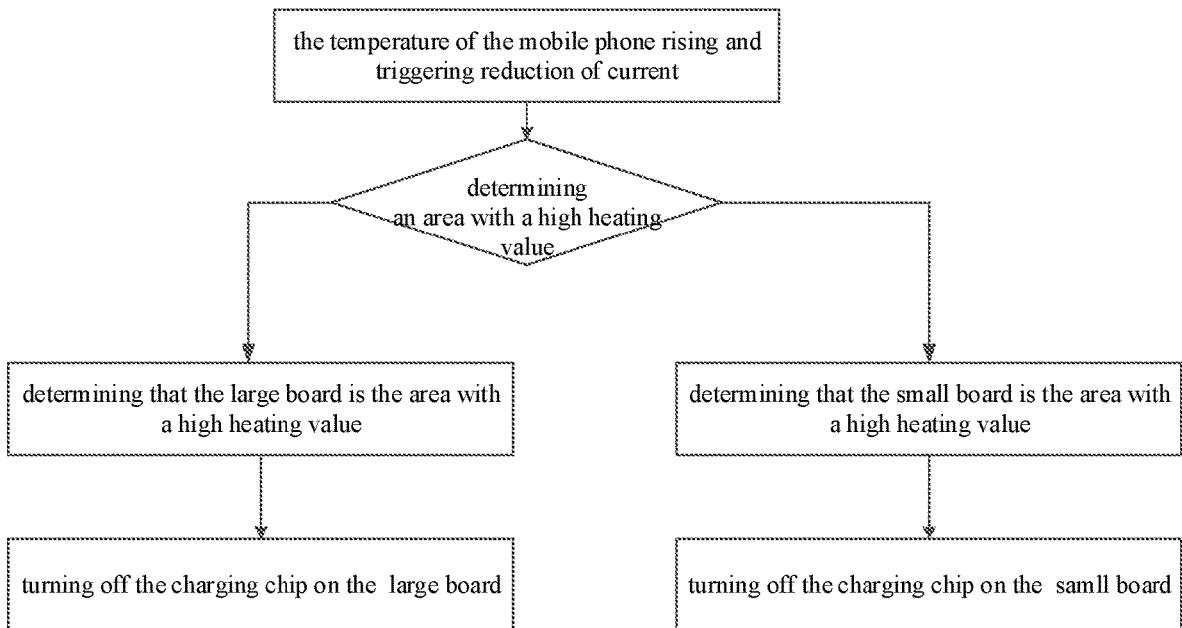 the temperature of the mobile phone rising and
triggering reduction of current
determining
an area with a high heating
value
determining that the large board is the area with
a high heating value
determining that the small board is the area with
a high heating value
turning off the charging chip on the large board
turning off the charging chip on the samll board